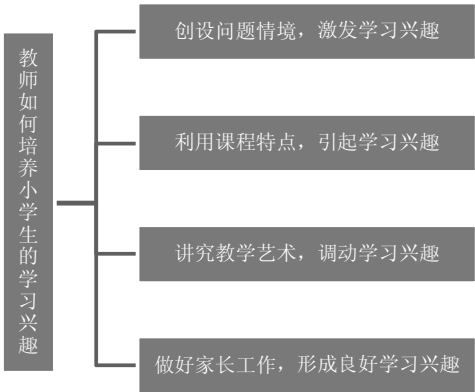 教师如何培养小学生的学习兴趣
创设问题情境，激发学习兴趣
利用课程特点，引起学习兴趣
讲究教学艺术，调动学习兴趣
做好家长工作，形成良好学习兴趣